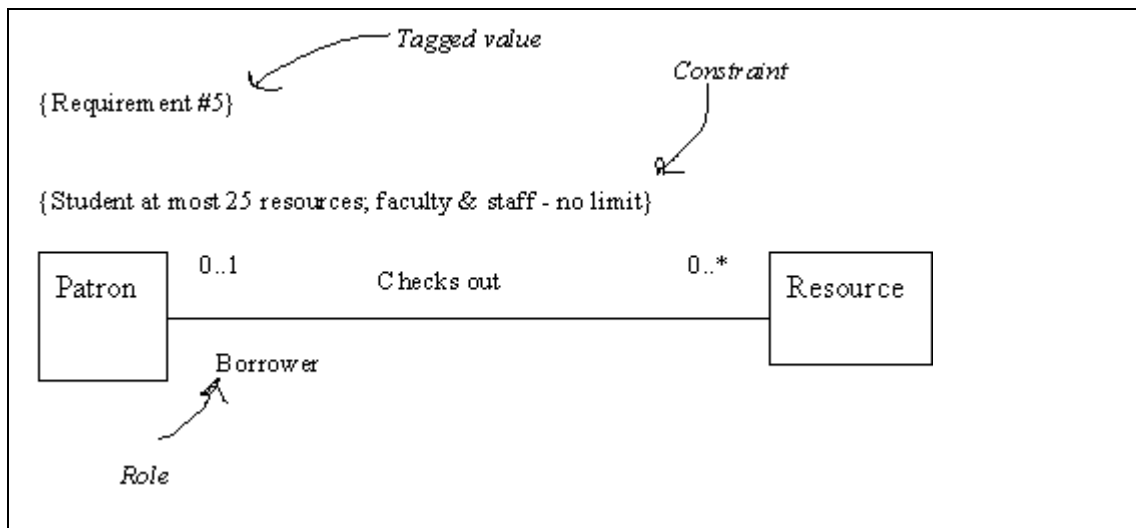 Tagged value
Constraint
{Requirement #5}
{Student at most 25 resources; faculty & staff - no limit}
0..1
Checks out
0..*
Patron
Resource
Borrower
Role